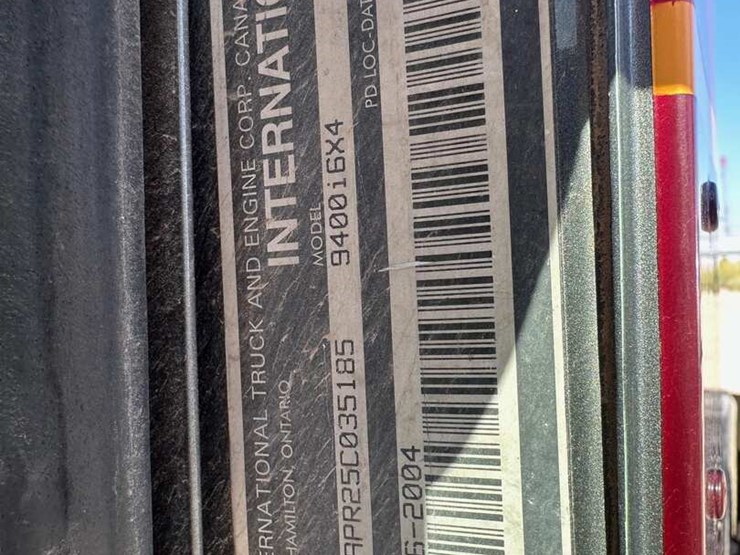 ERNATIONAL TRUCK AND ENGINE CORP. CANA
HAMILTON, ONTARIO
INTERNATIO
MODEL
APR25C035185
9400i6X4
PD LOC-DAT
6-2004